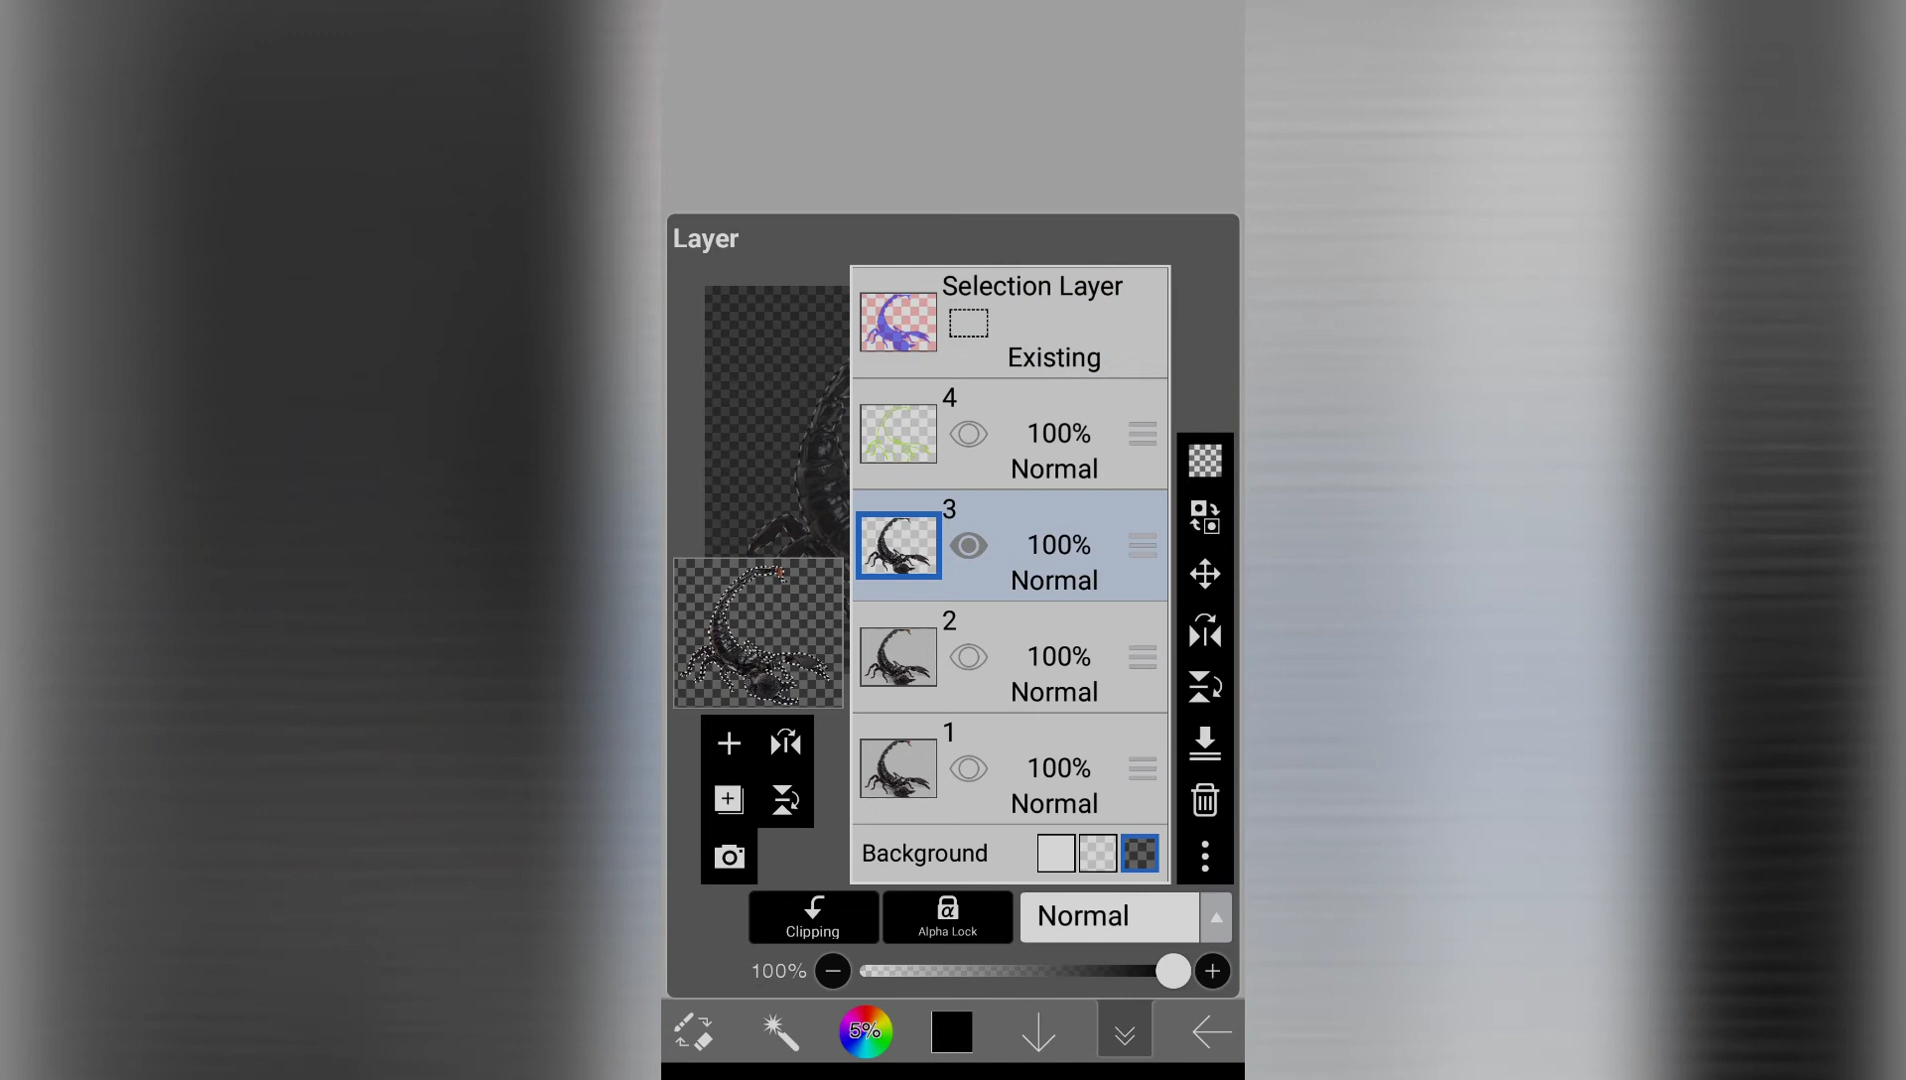 Layer
Selection Layer
Existing
4
100%
Normal
3
100%
Normal
2
100%
Normal
1
100%
Normal
Background
Clipping
α
Alpha Lock
Normal
100%
5%